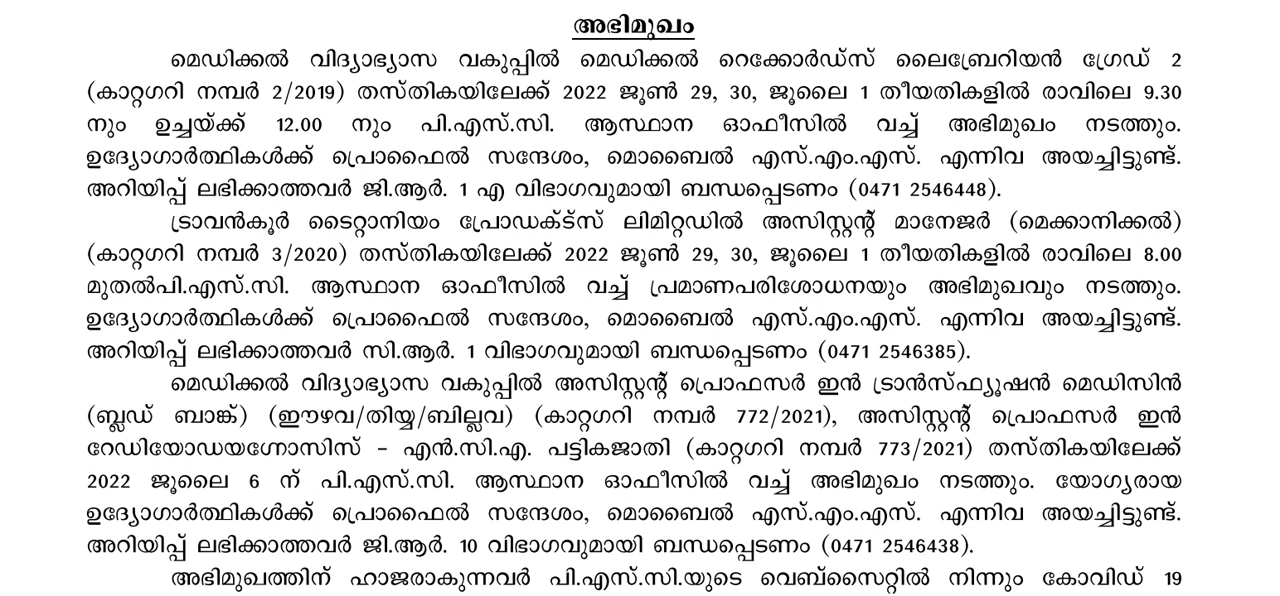 അഭിമുഖം
മെഡിക്കൽ വിദ്യാഭ്യാസ വകുപ്പിൽ മെഡിക്കൽ റെക്കോർഡ്സ് ലൈബ്രേറിയൻ ഗ്രേഡ് 2
(കാറ്റഗറി നമ്പർ 2/2019) തസ്തികയിലേക്ക് 2022 ജൂൺ 29, 30, ജൂലൈ 1 തീയതികളിൽ രാവിലെ 9.30
നും ഉച്ചയ്ക്ക് 12.00 നും പി.എസ്.സി. ആസ്ഥാന ഓഫീസിൽ വച്ച് അഭിമുഖം നടത്തും.
ഉദ്യോഗാർത്ഥികൾക്ക് പ്രൊഫൈൽ സന്ദേശം, മൊബൈൽ എസ്.എം.എസ്. എന്നിവ അയച്ചിട്ടുണ്ട്.
അറിയിപ്പ് ലഭിക്കാത്തവർ ജി.ആർ. 1 എ വിഭാഗവുമായി ബന്ധപ്പെടണം (0471 2546448).
ട്രാവൻകൂർ ടൈറ്റാനിയം പ്രോഡക്ട്സ് ലിമിറ്റഡിൽ അസിസ്റ്റന്റ് മാനേജർ (മെക്കാനിക്കൽ)
(കാറ്റഗറി നമ്പർ 3/2020) തസ്തികയിലേക്ക് 2022 ജൂൺ 29, 30, ജൂലൈ 1 തീയതികളിൽ രാവിലെ 8.00
മുതൽപി.എസ്.സി. ആസ്ഥാന ഓഫീസിൽ വച്ച് പ്രമാണപരിശോധനയും അഭിമുഖവും നടത്തും.
ഉദ്യോഗാർത്ഥികൾക്ക് പ്രൊഫൈൽ സന്ദേശം, മൊബൈൽ എസ്.എം.എസ്. എന്നിവ അയച്ചിട്ടുണ്ട്.
അറിയിപ്പ് ലഭിക്കാത്തവർ സി.ആർ. 1 വിഭാഗവുമായി ബന്ധപ്പെടണം (0471 2546385).
മെഡിക്കൽ വിദ്യാഭ്യാസ വകുപ്പിൽ അസിസ്റ്റന്റ് പ്രൊഫസർ ഇൻ ട്രാൻസ്ഫ്യൂഷൻ മെഡിസിൻ
(ബ്ലഡ് ബാങ്ക്) (ഈഴവ/തിയ്യ/ബില്ലവ) (കാറ്റഗറി നമ്പർ 772/2021), അസിസ്റ്റന്റ് പ്രൊഫസർ ഇൻ
റേഡിയോഡയഗ്നോസിസ് – എൻ.സി.എ. പട്ടികജാതി (കാറ്റഗറി നമ്പർ 773/2021) തസ്തികയിലേക്ക്
2022 ജൂലൈ 6 ന് പി.എസ്.സി. ആസ്ഥാന ഓഫീസിൽ വച്ച് അഭിമുഖം നടത്തും. യോഗ്യരായ
ഉദ്യോഗാർത്ഥികൾക്ക് പ്രൊഫൈൽ സന്ദേശം, മൊബൈൽ എസ്.എം.എസ്. എന്നിവ അയച്ചിട്ടുണ്ട്.
അറിയിപ്പ് ലഭിക്കാത്തവർ ജി.ആർ. 10 വിഭാഗവുമായി ബന്ധപ്പെടണം (0471 2546438).
അഭിമുഖത്തിന് ഹാജരാകുന്നവർ പി.എസ്.സി.യുടെ വെബ്സൈറ്റിൽ നിന്നും കോവിഡ് 19